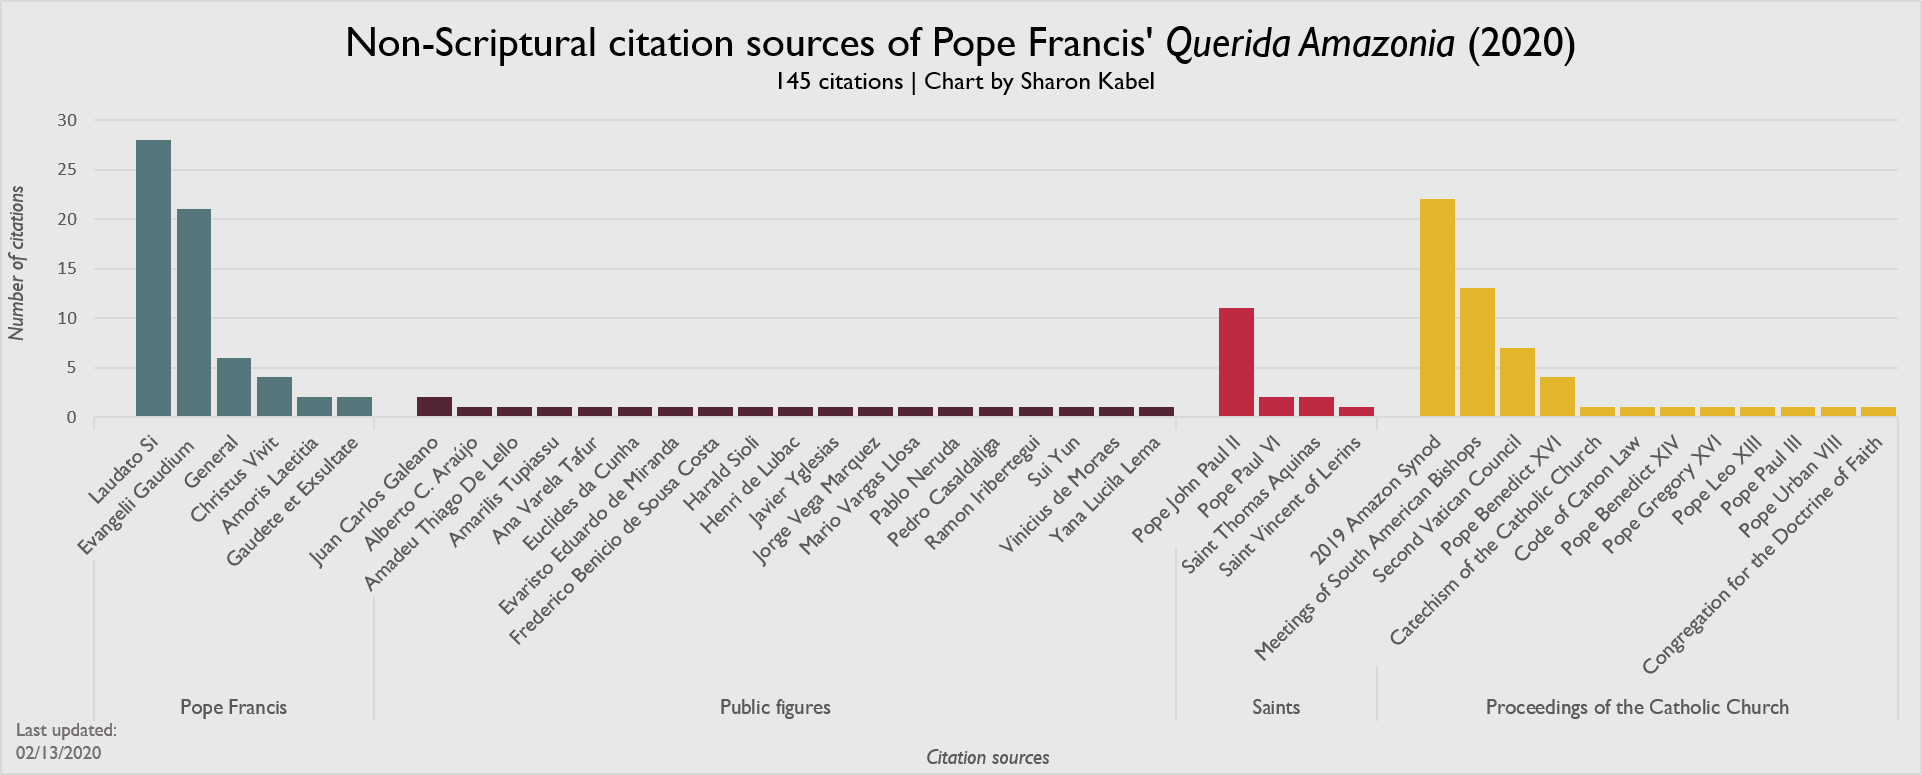 Non-Scriptural citation sources of Pope Francis' Querida Amazonia (2020)
145 citations | Chart by Sharon Kabel
Number of citations
30
25
20
15
10
5
0
Laudato Si
Evangelii Gaudium
General
Christus Vivit
Amoris Laetitia
Gaudete et Exsultate
Juan Carlos Galeano
Alberto C. Araújo
Amadeu Thiago De Lello
Amarilis Tupiassu
Ana Varela Tafur
Euclides da Cunha
Evaristo Eduardo de Miranda
Frederico Benicio de Sousa Costa
Harald Sioli
Henri de Lubac
Javier Yglesias
Jorge Vega Marquez
Mario Vargas Llosa
Pablo Neruda
Pedro Casaldaliga
Ramon Iribertegui
Sui Yun
Vinicius de Moraes
Yana Lucila Lema
Pope John Paul II
Pope Paul VI
Saint Thomas Aquinas
Saint Vincent of Lerins
2019 Amazon Synod
Meetings of South American Bishops
Second Vatican Council
Pope Benedict XVI
Catechism of the Catholic Church
Code of Canon Law
Pope Benedict XIV
Pope Gregory XVI
Pope Leo XIII
Pope Paul III
Pope Urban VIII
Congregation for the Doctrine of Faith
Pope Francis
Public figures
Saints
Proceedings of the Catholic Church
Last updated:
02/13/2020
Citation sources